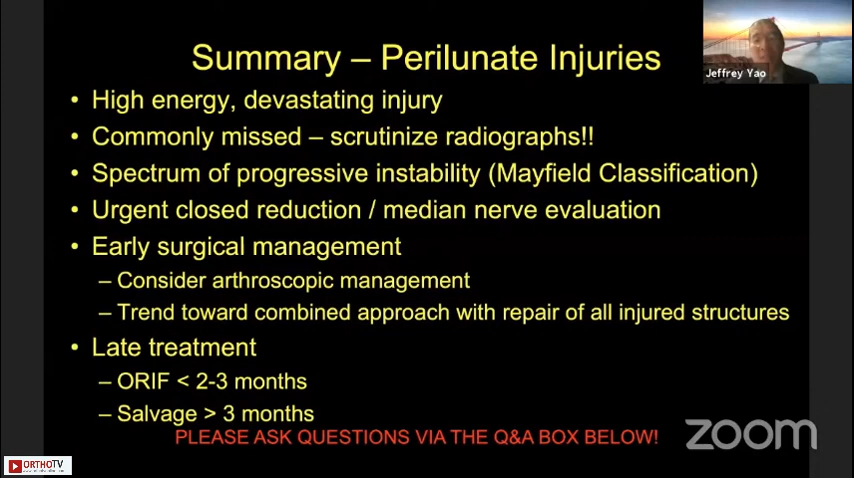 Summary – Perilunate Injuries
Jeffrey Yao
• High energy, devastating injury
• Commonly missed – scrutinize radiographs!!
• Spectrum of progressive instability (Mayfield Classification)
• Urgent closed reduction / median nerve evaluation
• Early surgical management
– Consider arthroscopic management
– Trend toward combined approach with repair of all injured structures
• Late treatment
– ORIF < 2-3 months
– Salvage > 3 months
PLEASE ASK QUESTIONS VIA THE Q&A BOX BELOW!
zoom
ORTHOTV